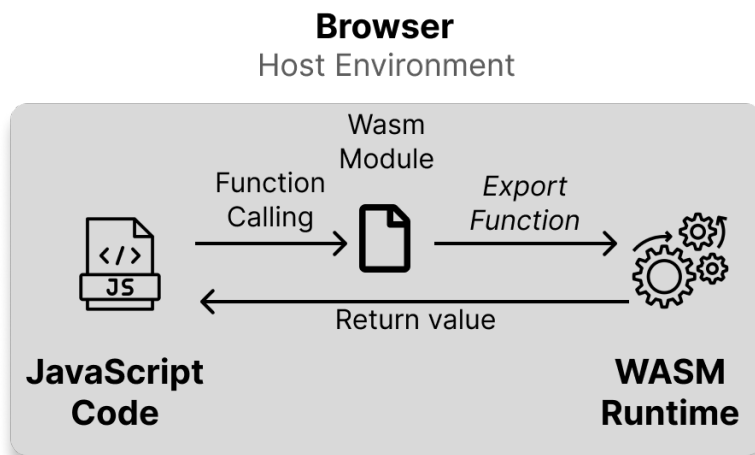 Browser
Host Environment
Wasm
Module
Function
Calling
Export
Function
</>
JS
Return value
JavaScript
Code
WASM
Runtime